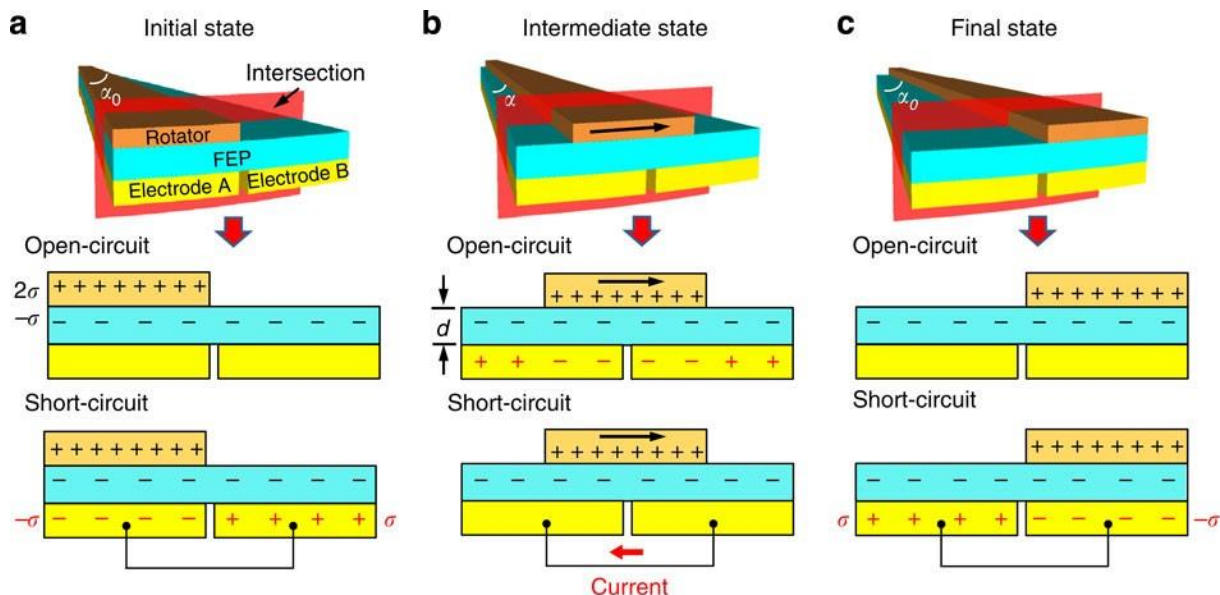 a Initial state
α₀
Intersection
Rotator
FEP
Electrode A Electrode B
Open-circuit
2σ + + + + + + + +
−σ − − − − − − − −
Short-circuit
+ + + + + + + +
− − − − − − − −
−σ − − − − + + + + σ
b Intermediate state
α
Open-circuit
+ + + + + + + +
d − − − − − − − −
+ + − − − − + +
Short-circuit
+ + + + + + + +
− − − − − − − −
Current
c Final state
α₀
Open-circuit
+ + + + + + + +
− − − − − − − −
Short-circuit
+ + + + + + + +
− − − − − − − −
σ + + + + − − − − −σ